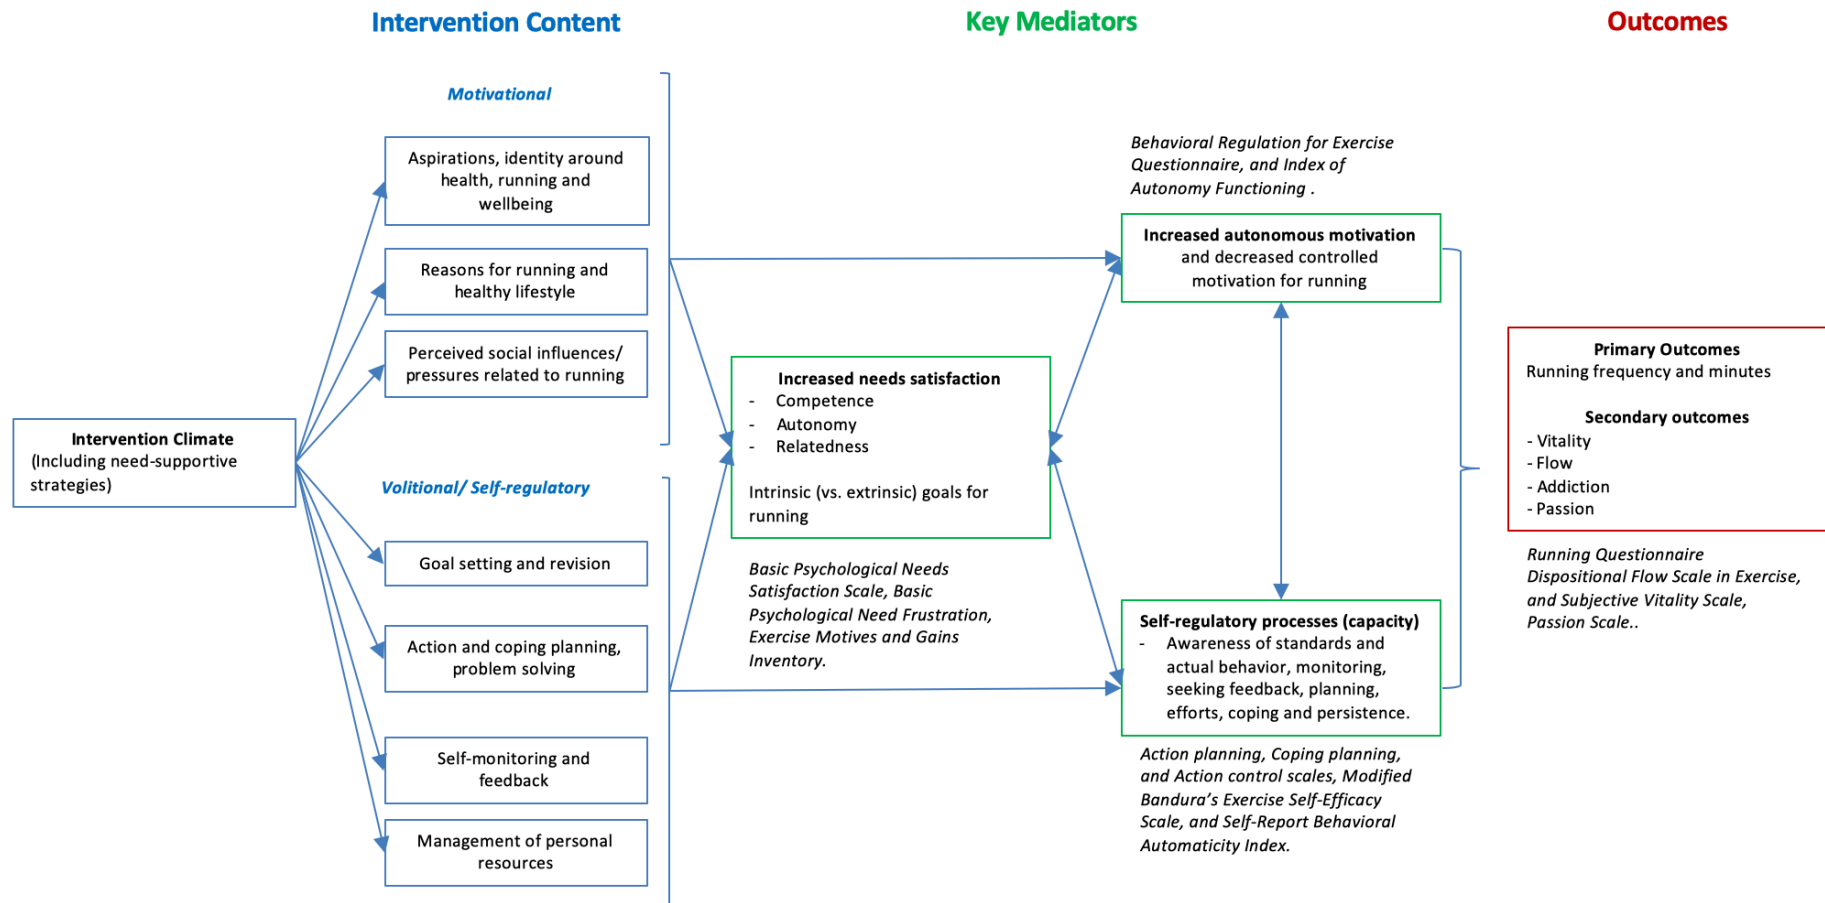 Intervention Content
Key Mediators
Outcomes
Motivational
Aspirations, identity around
health, running and
wellbeing
Reasons for running and
healthy lifestyle
Perceived social influences/
pressures related to running
Intervention Climate
(Including need-supportive
strategies)
Volitional/ Self-regulatory
Goal setting and revision
Action and coping planning,
problem solving
Self-monitoring and
feedback
Management of personal
resources
Increased needs satisfaction
- Competence
- Autonomy
- Relatedness
Intrinsic (vs. extrinsic) goals for
running
Basic Psychological Needs
Satisfaction Scale, Basic
Psychological Need Frustration,
Exercise Motives and Gains
Inventory.
Behavioral Regulation for Exercise
Questionnaire, and Index of
Autonomy Functioning .
Increased autonomous motivation
and decreased controlled
motivation for running
Self-regulatory processes (capacity)
- Awareness of standards and
actual behavior, monitoring,
seeking feedback, planning,
efforts, coping and persistence.
Action planning, Coping planning,
and Action control scales, Modified
Bandura's Exercise Self-Efficacy
Scale, and Self-Report Behavioral
Automaticity Index.
Primary Outcomes
Running frequency and minutes
Secondary outcomes
- Vitality
- Flow
- Addiction
- Passion
Running Questionnaire
Dispositional Flow Scale in Exercise,
and Subjective Vitality Scale,
Passion Scale..